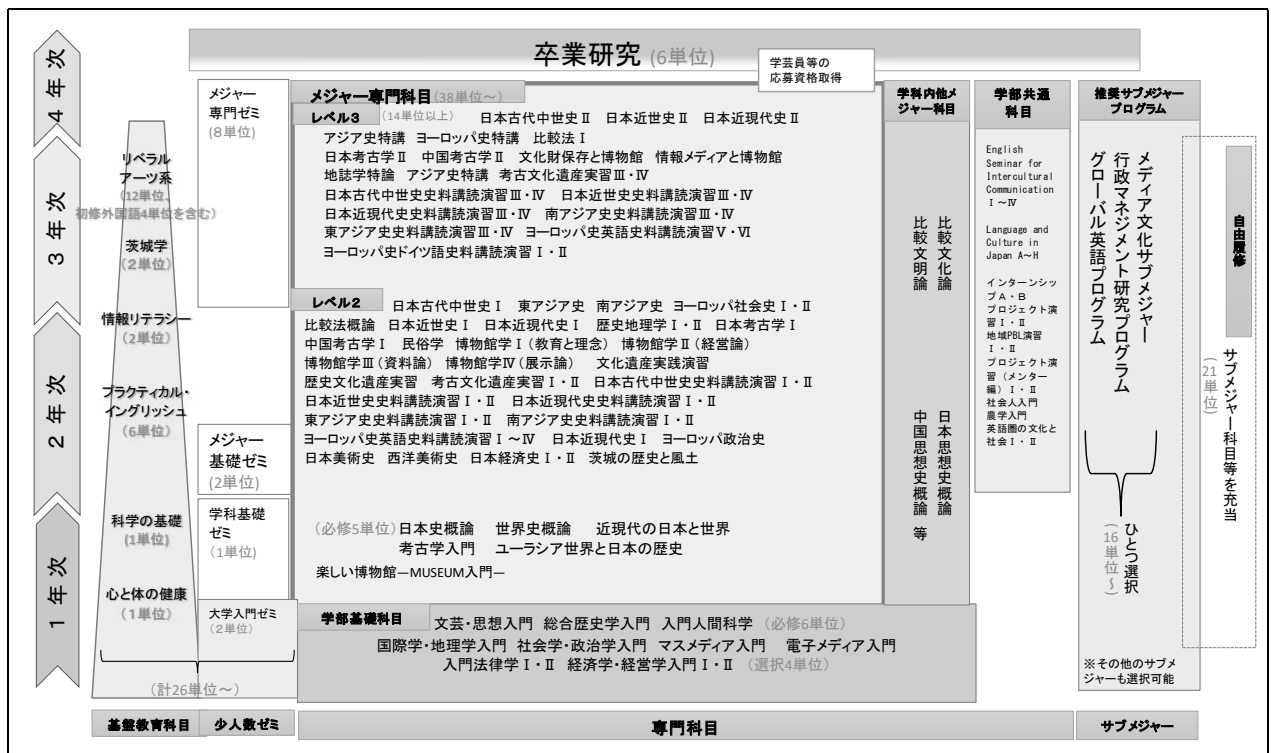 卒業研究(6単位)
学芸員等の
応募資格取得
4年次
3年次
2年次
1年次
リベラル
アーツ系
(12単位、
初修外国語4単位を含む)
茨城学
(2単位)
情報リテラシー
(2単位)
プラクティカル・
イングリッシュ
(6単位)
科学の基礎
(1単位)
心と体の健康
(1単位)
(計26単位~)
基盤教育科目
メジャー
専門ゼミ
(8単位)
メジャー
基礎ゼミ
(2単位)
学科基礎
ゼミ
(1単位)
大学入門ゼミ
(2単位)
少人数ゼミ
メジャー専門科目(38単位~)
レベル3(14単位以上) 日本古代中世史Ⅱ 日本近世史Ⅱ 日本近現代史Ⅱ
アジア史特講 ヨーロッパ史特講 比較法Ⅰ
日本考古学Ⅱ 中国考古学Ⅱ 文化財保存と博物館 情報メディアと博物館
地誌学特論 アジア史特講 考古文化遺産実習Ⅲ・Ⅳ
日本古代中世史史料講読演習Ⅲ・Ⅳ 日本近世史史料講読演習Ⅲ・Ⅳ
日本近現代史史料講読演習Ⅲ・Ⅳ 南アジア史史料講読演習Ⅲ・Ⅳ
東アジア史史料講読演習Ⅲ・Ⅳ ヨーロッパ史英語史料講読演習Ⅴ・Ⅵ
ヨーロッパ史ドイツ語史料講読演習Ⅰ・Ⅱ
レベル2 日本古代中世史Ⅰ 東アジア史 南アジア史 ヨーロッパ社会史Ⅰ・Ⅱ
比較法概論 日本近世史Ⅰ 日本近現代史Ⅰ 歴史地理学Ⅰ・Ⅱ 日本考古学Ⅰ
中国考古学Ⅰ 民俗学 博物館学Ⅰ(教育と理念) 博物館学Ⅱ(経営論)
博物館学Ⅲ(資料論) 博物館学Ⅳ(展示論) 文化遺産実践演習
歴史文化遺産実習 考古文化遺産実習Ⅰ・Ⅱ 日本古代中世史史料講読演習Ⅰ・Ⅱ
日本近世史史料講読演習Ⅰ・Ⅱ 日本近現代史史料講読演習Ⅰ・Ⅱ
東アジア史史料講読演習Ⅰ・Ⅱ 南アジア史史料講読演習Ⅰ・Ⅱ
ヨーロッパ史英語史料講読演習Ⅰ~Ⅳ 日本近現代史Ⅰ ヨーロッパ政治史
日本美術史 西洋美術史 日本経済史Ⅰ・Ⅱ 茨城の歴史と風土
(必修5単位)日本史概論 世界史概論 近現代の日本と世界
考古学入門 ユーラシア世界と日本の歴史
楽しい博物館―MUSEUM入門―
学部基礎科目 文芸・思想入門 総合歴史学入門 入門人間科学 (必修6単位)
国際学・地理学入門 社会学・政治学入門 マスメディア入門 電子メディア入門
入門法律学Ⅰ・Ⅱ 経済学・経営学入門Ⅰ・Ⅱ (選択4単位)
専門科目
学科内他メ
ジャー科目
比較文化論
比較文明論
日本思想史概論
中国思想史概論 等
学部共通
科目
English
Seminar for
Intercultural
Communication
Ⅰ~Ⅳ
Language and
Culture in
Japan A~H
インターンシッ
プA・B
プロジェクト演
習Ⅰ・Ⅱ
地域PBL演習
Ⅰ・Ⅱ
プロジェクト演
習(メンター
編)Ⅰ・Ⅱ
社会人入門
農学入門
英語圏の文化と
社会Ⅰ・Ⅱ
推奨サブメジャー
プログラム
メディア文化サブメジャー
行政マネジメント研究プログラム
グローバル英語プログラム
ひとつ選択
(16単位~)
※その他のサブメ
ジャーも選択可能
サブメジャー
自由履修
サブメジャー科目等を充当
(21単位)